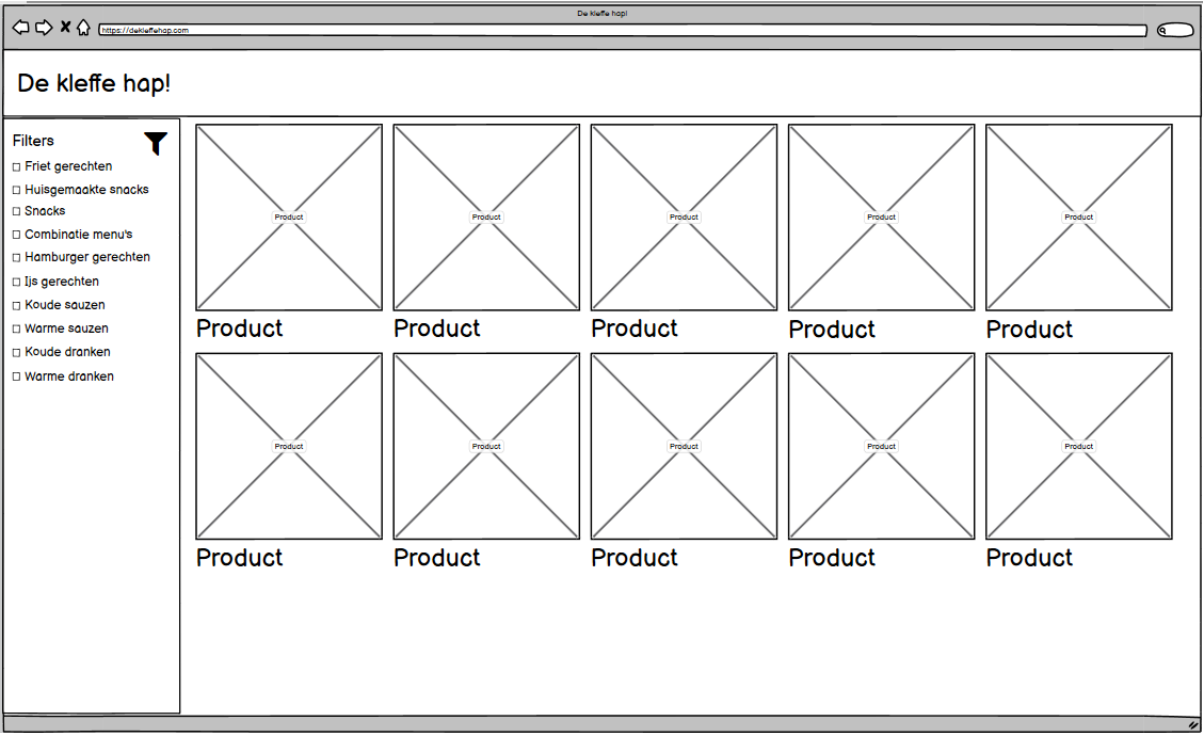 De kleffe hap!
https://dekleffehap.com
De kleffe hap!
Filters
Friet gerechten
Huisgemaakte snacks
Snacks
Combinatie menu's
Hamburger gerechten
Ijs gerechten
Koude sauzen
Warme sauzen
Koude dranken
Warme dranken
Product Product Product Product Product
Product Product Product Product Product
Product Product Product Product Product
Product Product Product Product Product